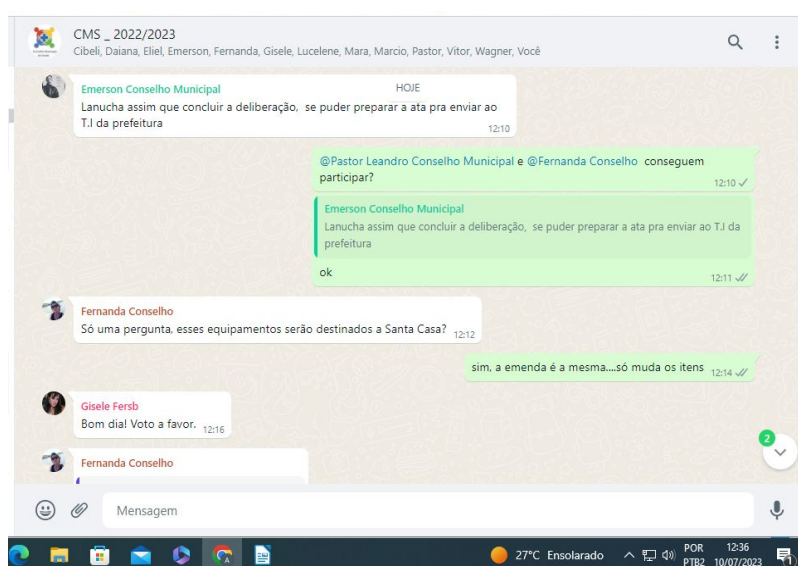 CMS _ 2022/2023
Cibeli, Daiana, Eliel, Emerson, Fernanda, Gisele, Lucelene, Mara, Marcio, Pastor, Vitor, Wagner, Você
HOJE
Emerson Conselho Municipal
Lanucha assim que concluir a deliberação, se puder preparar a ata pra enviar ao
T.I da prefeitura
12:10
@Pastor Leandro Conselho Municipal e @Fernanda Conselho conseguem
participar?
12:10
Emerson Conselho Municipal
Lanucha assim que concluir a deliberação, se puder preparar a ata pra enviar ao T.I da
prefeitura
ok
12:11
Fernanda Conselho
Só uma pergunta, esses equipamentos serão destinados a Santa Casa? 12:12
sim, a emenda é a mesma....só muda os itens 12:14
Gisele Fersb
Bom dia! Voto a favor. 12:16
2
Fernanda Conselho
Mensagem
27°C Ensolarado
POR 12:36
PTB2 10/07/2023
1